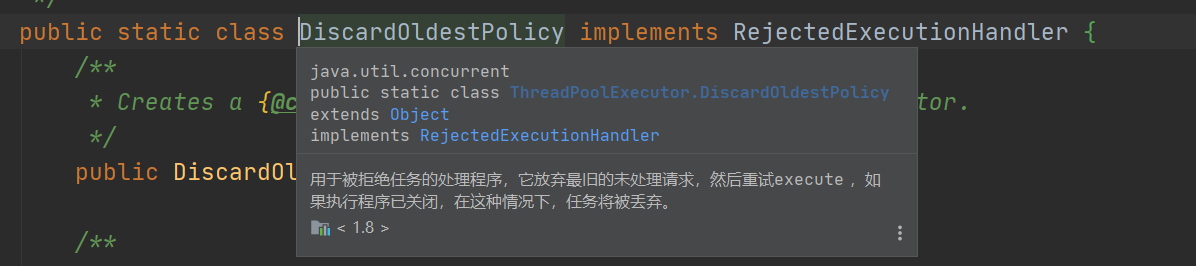 */
public static class DiscardOldestPolicy implements RejectedExecutionHandler {
/**
java.util.concurrent
public static class ThreadPoolExecutor.DiscardOldestPolicy
* Creates a {@c tor.
extends Object
*/
implements RejectedExecutionHandler
public DiscardOl
用于被拒绝任务的处理程序，它放弃最旧的未处理请求，然后重试execute ，如
果执行程序已关闭，在这种情况下，任务将被丢弃。
< 1.8 >
/**